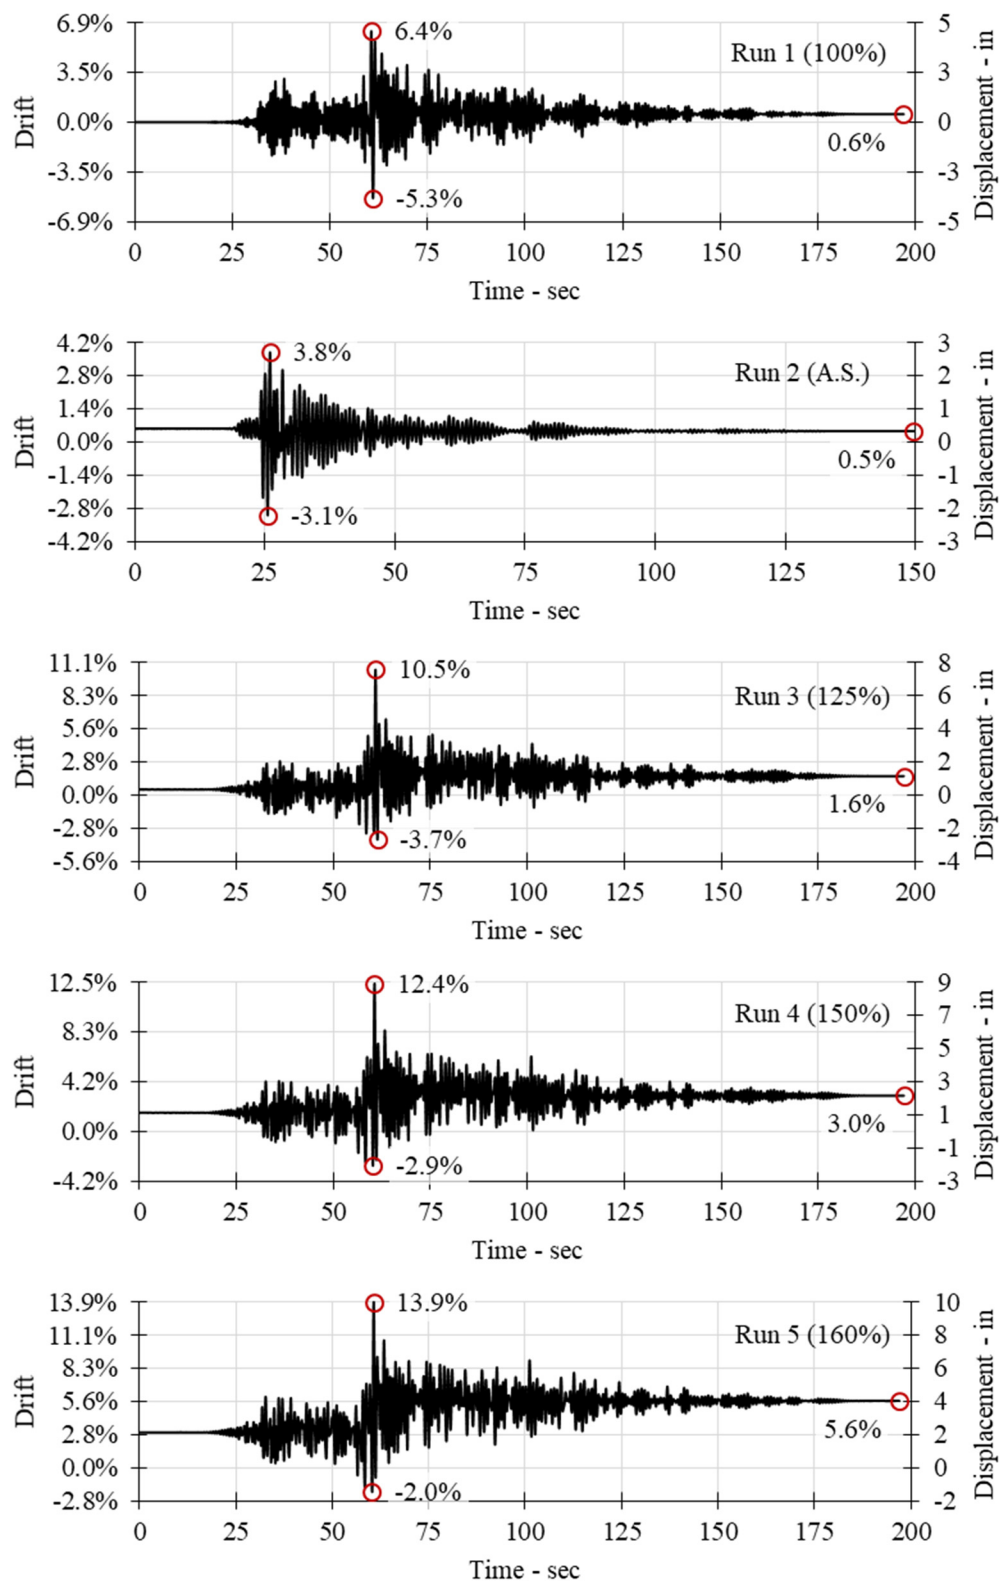 6.9% 6.4% 5
3.5% Run 1 (100%) 3
Drift 0.0% 0 Displacement - in
-3.5% 0.6% -3
-6.9% -5.3% -5
0 25 50 75 100 125 150 175 200
Time - sec
4.2% 3.8% 3
2.8% Run 2 (A.S.) 2
1.4% 1
Drift 0.0% 0 Displacement - in
-1.4% 0.5% -1
-2.8% -3.1% -2
-4.2% -3
0 25 50 75 100 125 150
Time - sec
11.1% 10.5% 8
8.3% Run 3 (125%) 6
5.6% 4
Drift 2.8% 2 Displacement - in
0.0% 1.6% 0
-2.8% -3.7% -2
-5.6% -4
0 25 50 75 100 125 150 175 200
Time - sec
12.5% 12.4% 9
Run 4 (150%) 7
8.3% 5
Drift 4.2% 3 Displacement - in
3.0% 1
0.0% -1
-4.2% -2.9% -3
0 25 50 75 100 125 150 175 200
Time - sec
13.9% 13.9% 10
11.1% Run 5 (160%) 8
8.3% 6
Drift 5.6% 4 Displacement - in
2.8% 5.6% 2
0.0% 0
-2.8% -2.0% -2
0 25 50 75 100 125 150 175 200
Time - sec